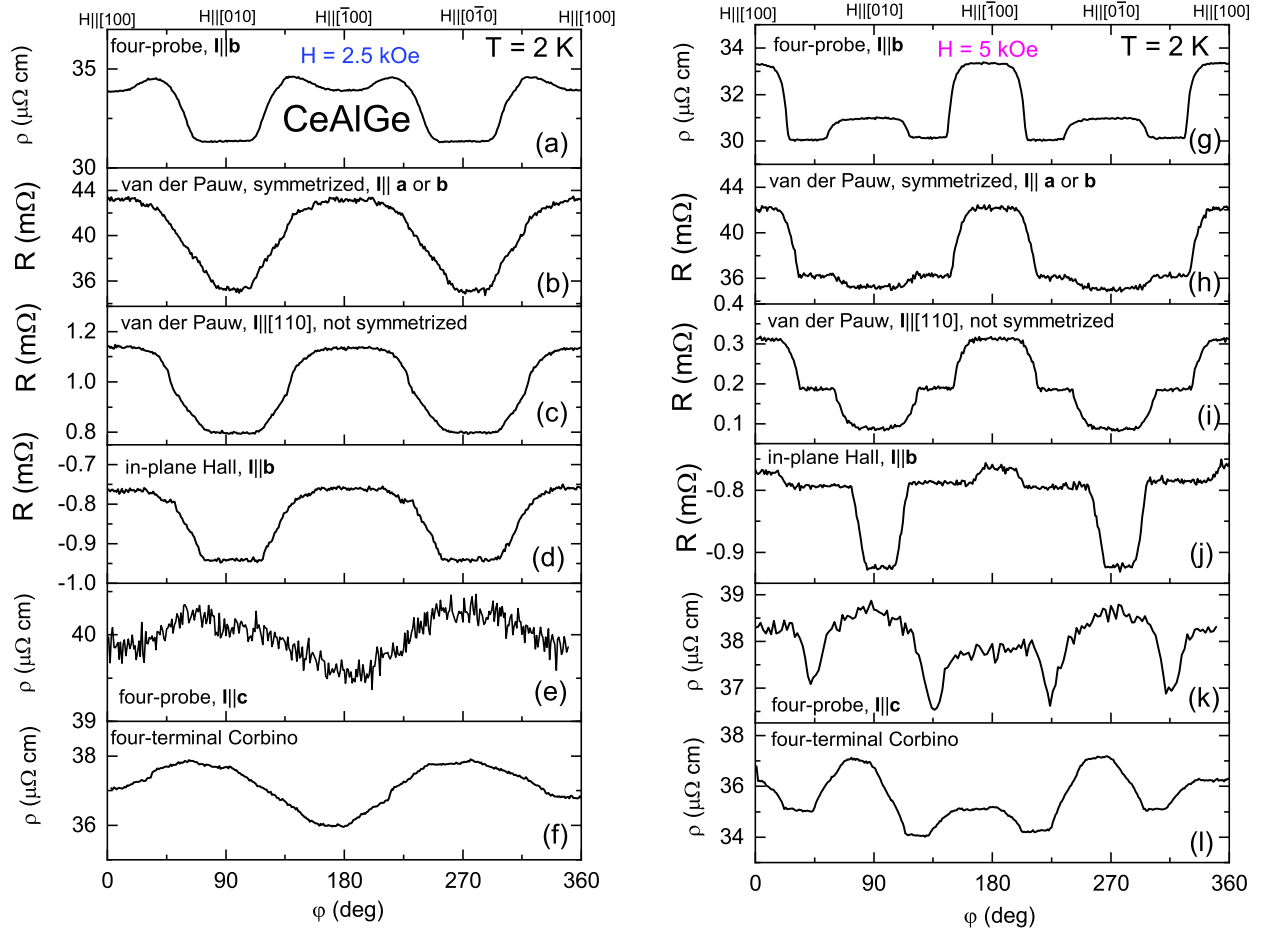 H||[100] H||[010] H||[1̄00] H||[01̄0] H||[100]
four-probe, I||b
H = 2.5 kOe
T = 2 K
CeAlGe
(a)
ρ (μΩ cm)
35
30
van der Pauw, symmetrized, I|| a or b
(b)
R (mΩ)
44
40
36
van der Pauw, I||[110], not symmetrized
(c)
R (mΩ)
1.2
1.0
0.8
in-plane Hall, I||b
(d)
R (mΩ)
-0.7
-0.8
-0.9
-1.0
ρ (μΩ cm)
40
four-probe, I||c
(e)
39
four-terminal Corbino
(f)
ρ (μΩ cm)
38
36
0 90 180 270 360
φ (deg)
H||[100] H||[010] H||[1̄00] H||[01̄0] H||[100]
four-probe, I||b
H = 5 kOe
T = 2 K
(g)
ρ (μΩ cm)
34
32
30
van der Pauw, symmetrized, I|| a or b
(h)
R (mΩ)
44
40
36
0.4
van der Pauw, I||[110], not symmetrized
(i)
R (mΩ)
0.3
0.2
0.1
in-plane Hall, I||b
(j)
R (mΩ)
-0.8
-0.9
ρ (μΩ cm)
39
38
37
four-probe, I||c
(k)
four-terminal Corbino
(l)
ρ (μΩ cm)
38
36
34
0 90 180 270 360
φ (deg)